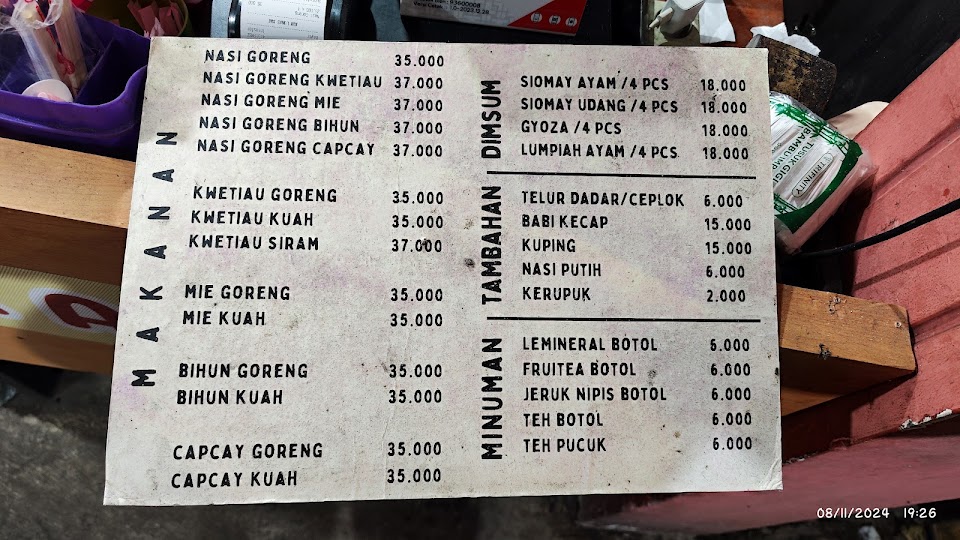 MAKANAN
NASI GORENG 35.000
NASI GORENG KWETIAU 37.000
NASI GORENG MIE 37.000
NASI GORENG BIHUN 37.000
NASI GORENG CAPCAY 37.000
KWETIAU GORENG 35.000
KWETIAU KUAH 35.000
KWETIAU SIRAM 37.000
MIE GORENG 35.000
MIE KUAH 35.000
BIHUN GORENG 35.000
BIHUN KUAH 35.000
CAPCAY GORENG 35.000
CAPCAY KUAH 35.000
DIMSUM
SIOMAY AYAM /4 PCS 18.000
SIOMAY UDANG /4 PCS 18.000
GYOZA /4 PCS 18.000
LUMPIAH AYAM /4 PCS 18.000
TAMBAHAN
TELUR DADAR/CEPLOK 6.000
BABI KECAP 15.000
KUPING 15.000
NASI PUTIH 6.000
KERUPUK 2.000
MINUMAN
LEMINERAL BOTOL 6.000
FRUITEA BOTOL 6.000
JERUK NIPIS BOTOL 6.000
TEH BOTOL 6.000
TEH PUCUK 6.000
TUSUK GIGI
TRIFINITY
08/11/2024 19:26